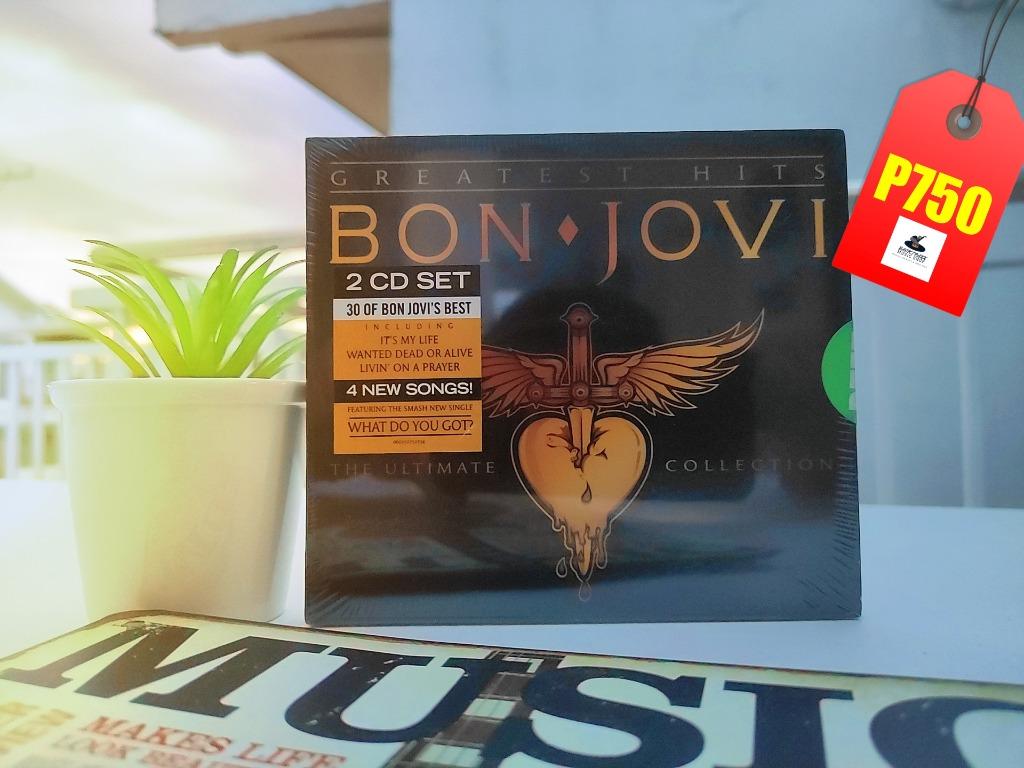 GREATEST HITS
BON JOVI
2 CD SET
30 OF BON JOVI'S BEST
INCLUDING
IT'S MY LIFE
WANTED DEAD OR ALIVE
LIVIN' ON A PRAYER
4 NEW SONGS!
FEATURING THE SMASH NEW SINGLE
WHAT DO YOU GOT?
THE ULTIMATE COLLECTION
P750
MUSIC
MAKES LIFE